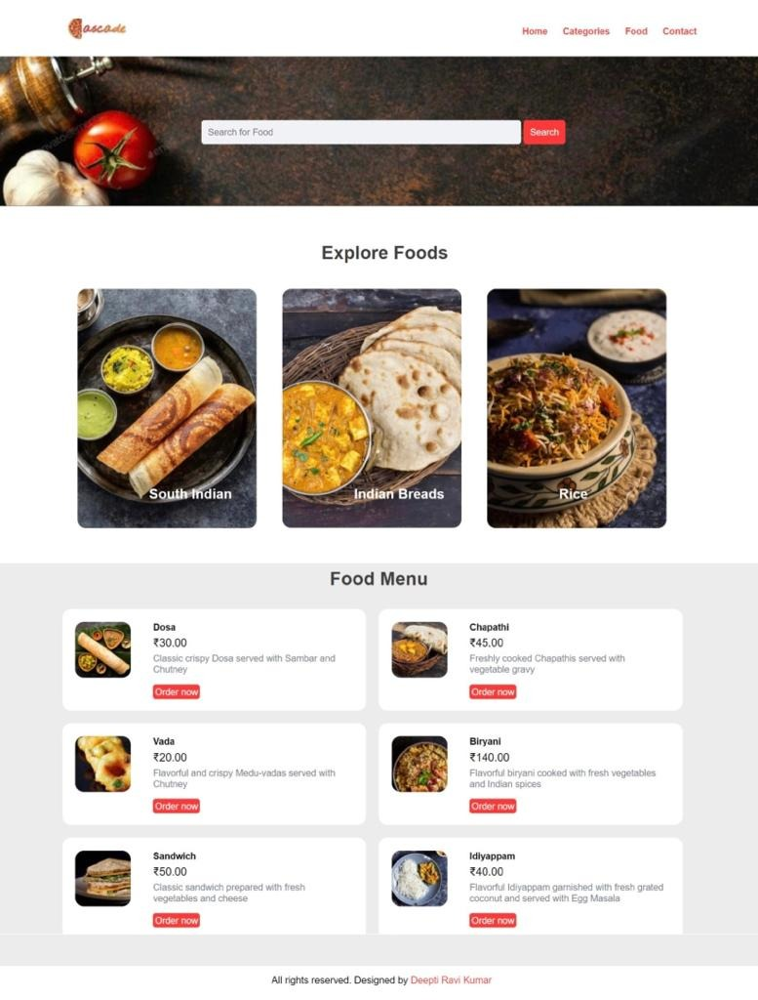 Cascade
Home Categories Food Contact
Search for Food Search
Explore Foods
South Indian
Indian Breads
Rice
Food Menu
Dosa
₹30.00
Classic crispy Dosa served with Sambar and
Chutney
Order now
Chapathi
₹45.00
Freshly cooked Chapathis served with
vegetable gravy
Order now
Vada
₹20.00
Flavorful and crispy Medu-vadas served with
Chutney
Order now
Biryani
₹140.00
Flavorful biryani cooked with fresh vegetables
and Indian spices
Order now
Sandwich
₹50.00
Classic sandwich prepared with fresh
vegetables and cheese
Order now
Idiyappam
₹40.00
Flavorful Idiyappam garnished with fresh grated
coconut and served with Egg Masala
Order now
All rights reserved. Designed by Deepti Ravi Kumar